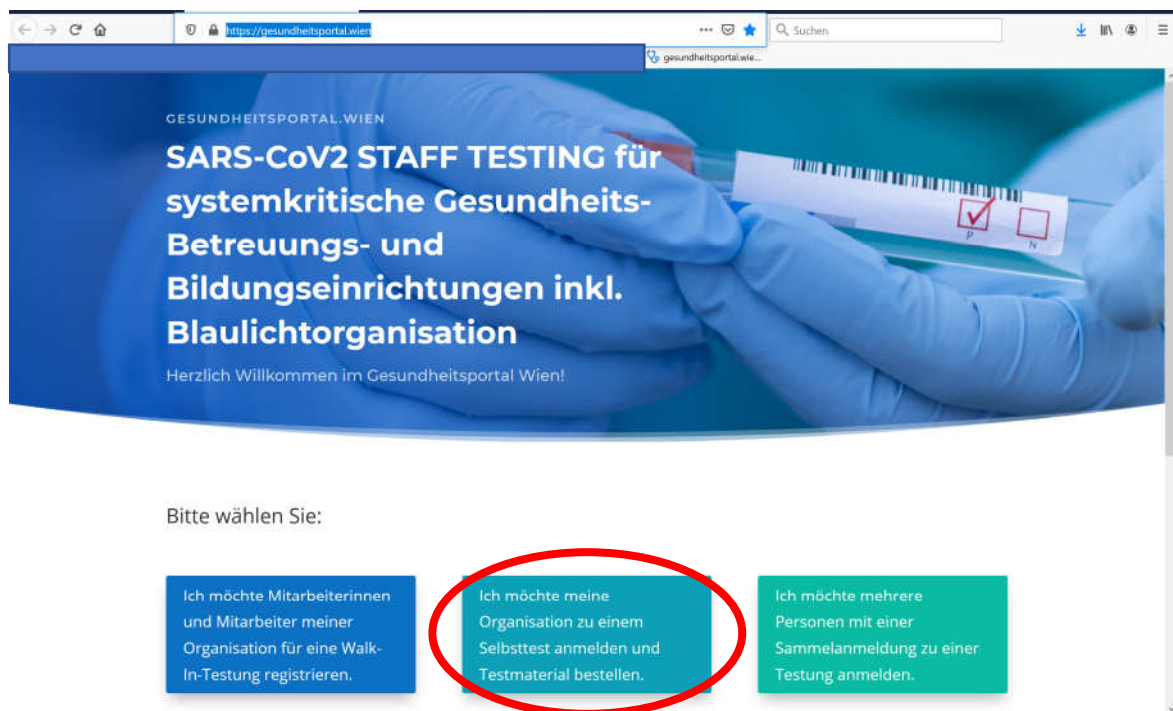 https://gesundheitsportal.wien
Suchen
gesundheitsportal.wie...
GESUNDHEITSPORTAL.WIEN
SARS-CoV2 STAFF TESTING für
systemkritische Gesundheits-
Betreuungs- und
Bildungseinrichtungen inkl.
Blaulichtorganisation
Herzlich Willkommen im Gesundheitsportal Wien!
P
N
Bitte wählen Sie:
Ich möchte Mitarbeiterinnen
und Mitarbeiter meiner
Organisation für eine Walk-
In-Testung registrieren.
Ich möchte meine
Organisation zu einem
Selbsttest anmelden und
Testmaterial bestellen.
Ich möchte mehrere
Personen mit einer
Sammelanmeldung zu einer
Testung anmelden.